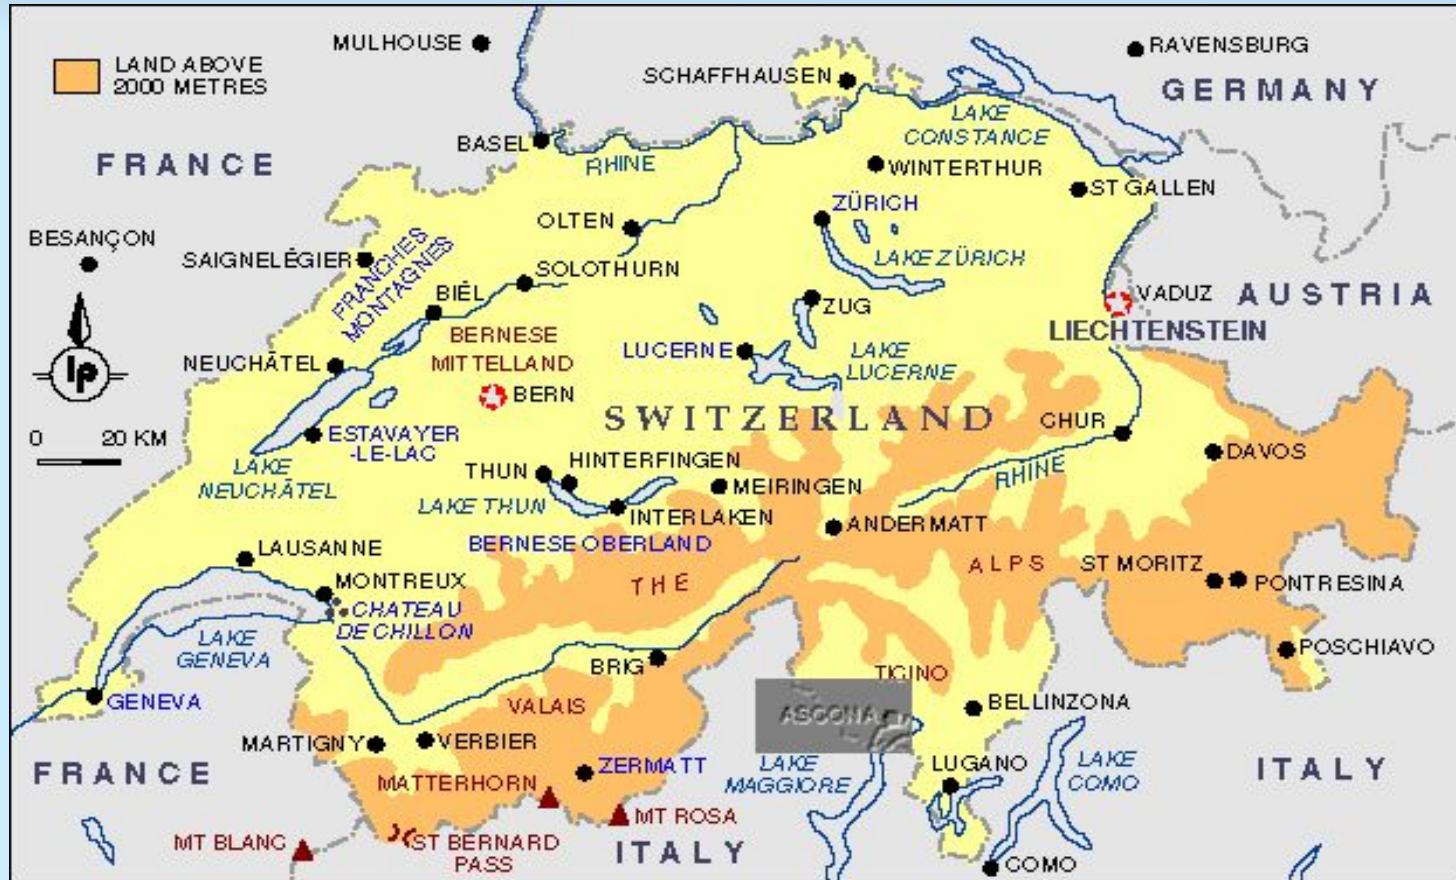 LAND ABOVE
2000 METRES
MULHOUSE
SCHAFFHAUSEN
RAVENSBURG
GERMANY
BASEL
RHINE
LAKE
CONSTANCE
FRANCE
WINTERTHUR
ST GALLEN
OLTEN
ZÜRICH
BESANÇON
SAIGNELÉGIER
FRANCHES
MONTAGNES
SOLOTHURN
LAKE ZÜRICH
BIËL
ZUG
VADUZ
AUSTRIA
LIECHTENSTEIN
BERNESE
MITTELLAND
LUCERNE
LAKE
LUCERNE
NEUCHÂTEL
lp
BERN
SWITZERLAND
CHUR
0 20 KM
ESTAVAYER
-LE-LAC
LAKE
NEUCHÂTEL
THUN
HINTERFINGEN
MEIRINGEN
RHINE
DAVOS
LAKE THUN
INTERLAKEN
ANDERMATT
BERNESE OBERLAND
LAUSANNE
THE
ALPS
ST MORITZ
PONTRESINA
MONTREUX
CHATEAU
DE CHILLON
LAKE
GENEVA
BRIG
TICINO
POSCHIAVO
GENEVA
VALAIS
ASCONA
BELLINZONA
MARTIGNY
VERBIER
ZERMATT
LAKE
MAGGIORE
LUGANO
LAKE
COMO
FRANCE
ITALY
MATTERHORN
MT ROSA
MT BLANC
ST BERNARD
PASS
ITALY
COMO